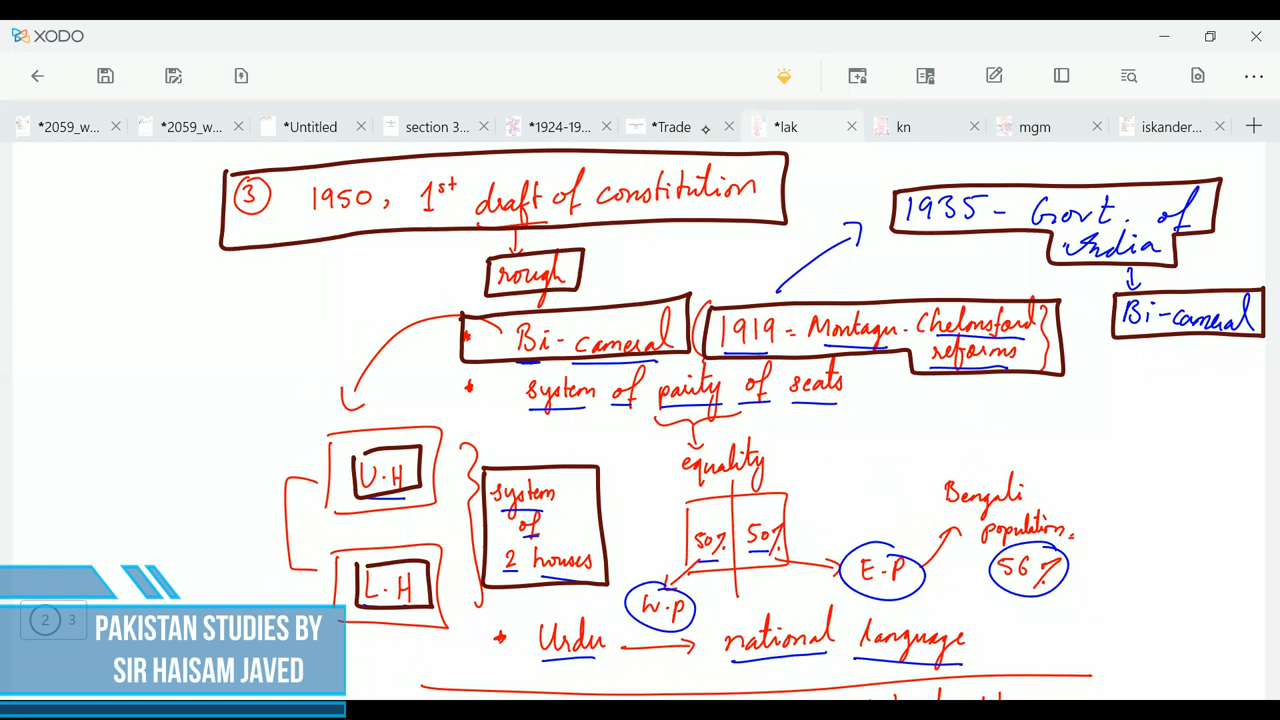 XODO
*2059_w...
*2059_w...
*Untitled
section 3...
*1924-19...
*Trade
*lak
kn
mgm
iskander...
③ 1950, 1st draft of constitution
rough
1935 - Govt. of
India
Bi-cameral
Bi-cameral (1919 = Montagu-Chelmsford
reforms}
system of parity of seats
equality
U.H
L.H
system
of
2 houses
50% 50%
W.P
E.P
Bengali
population.
56%
Urdu → national language
2 3
PAKISTAN STUDIES BY
SIR HAISAM JAVED